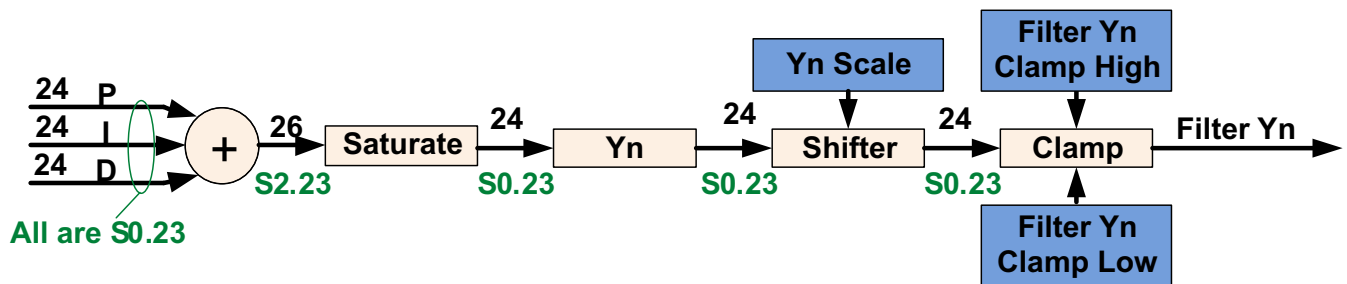 24 P
24 I
24 D
All are S0.23
+
26
S2.23
Saturate
24
S0.23
Yn
24
S0.23
Yn Scale
Shifter
24
S0.23
Filter Yn
Clamp High
Clamp
Filter Yn
Clamp Low
Filter Yn